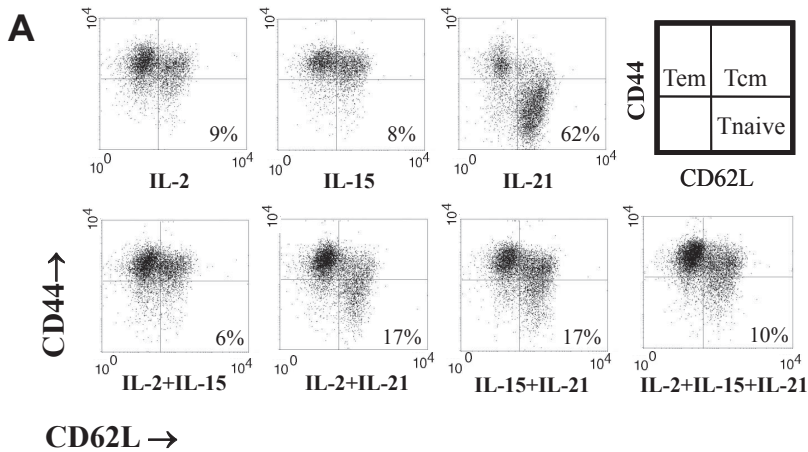 A
10^4
10^4
10^4
9%
8%
62%
10^0
10^4
10^0
10^4
10^0
10^4
IL-2
IL-15
IL-21
CD44
Tem
Tcm
Tnaive
CD62L
10^4
10^4
10^4
10^4
6%
17%
17%
10%
10^0
10^4
10^0
10^4
10^0
10^4
10^0
10^4
IL-2+IL-15
IL-2+IL-21
IL-15+IL-21
IL-2+IL-15+IL-21
CD44→
CD62L →